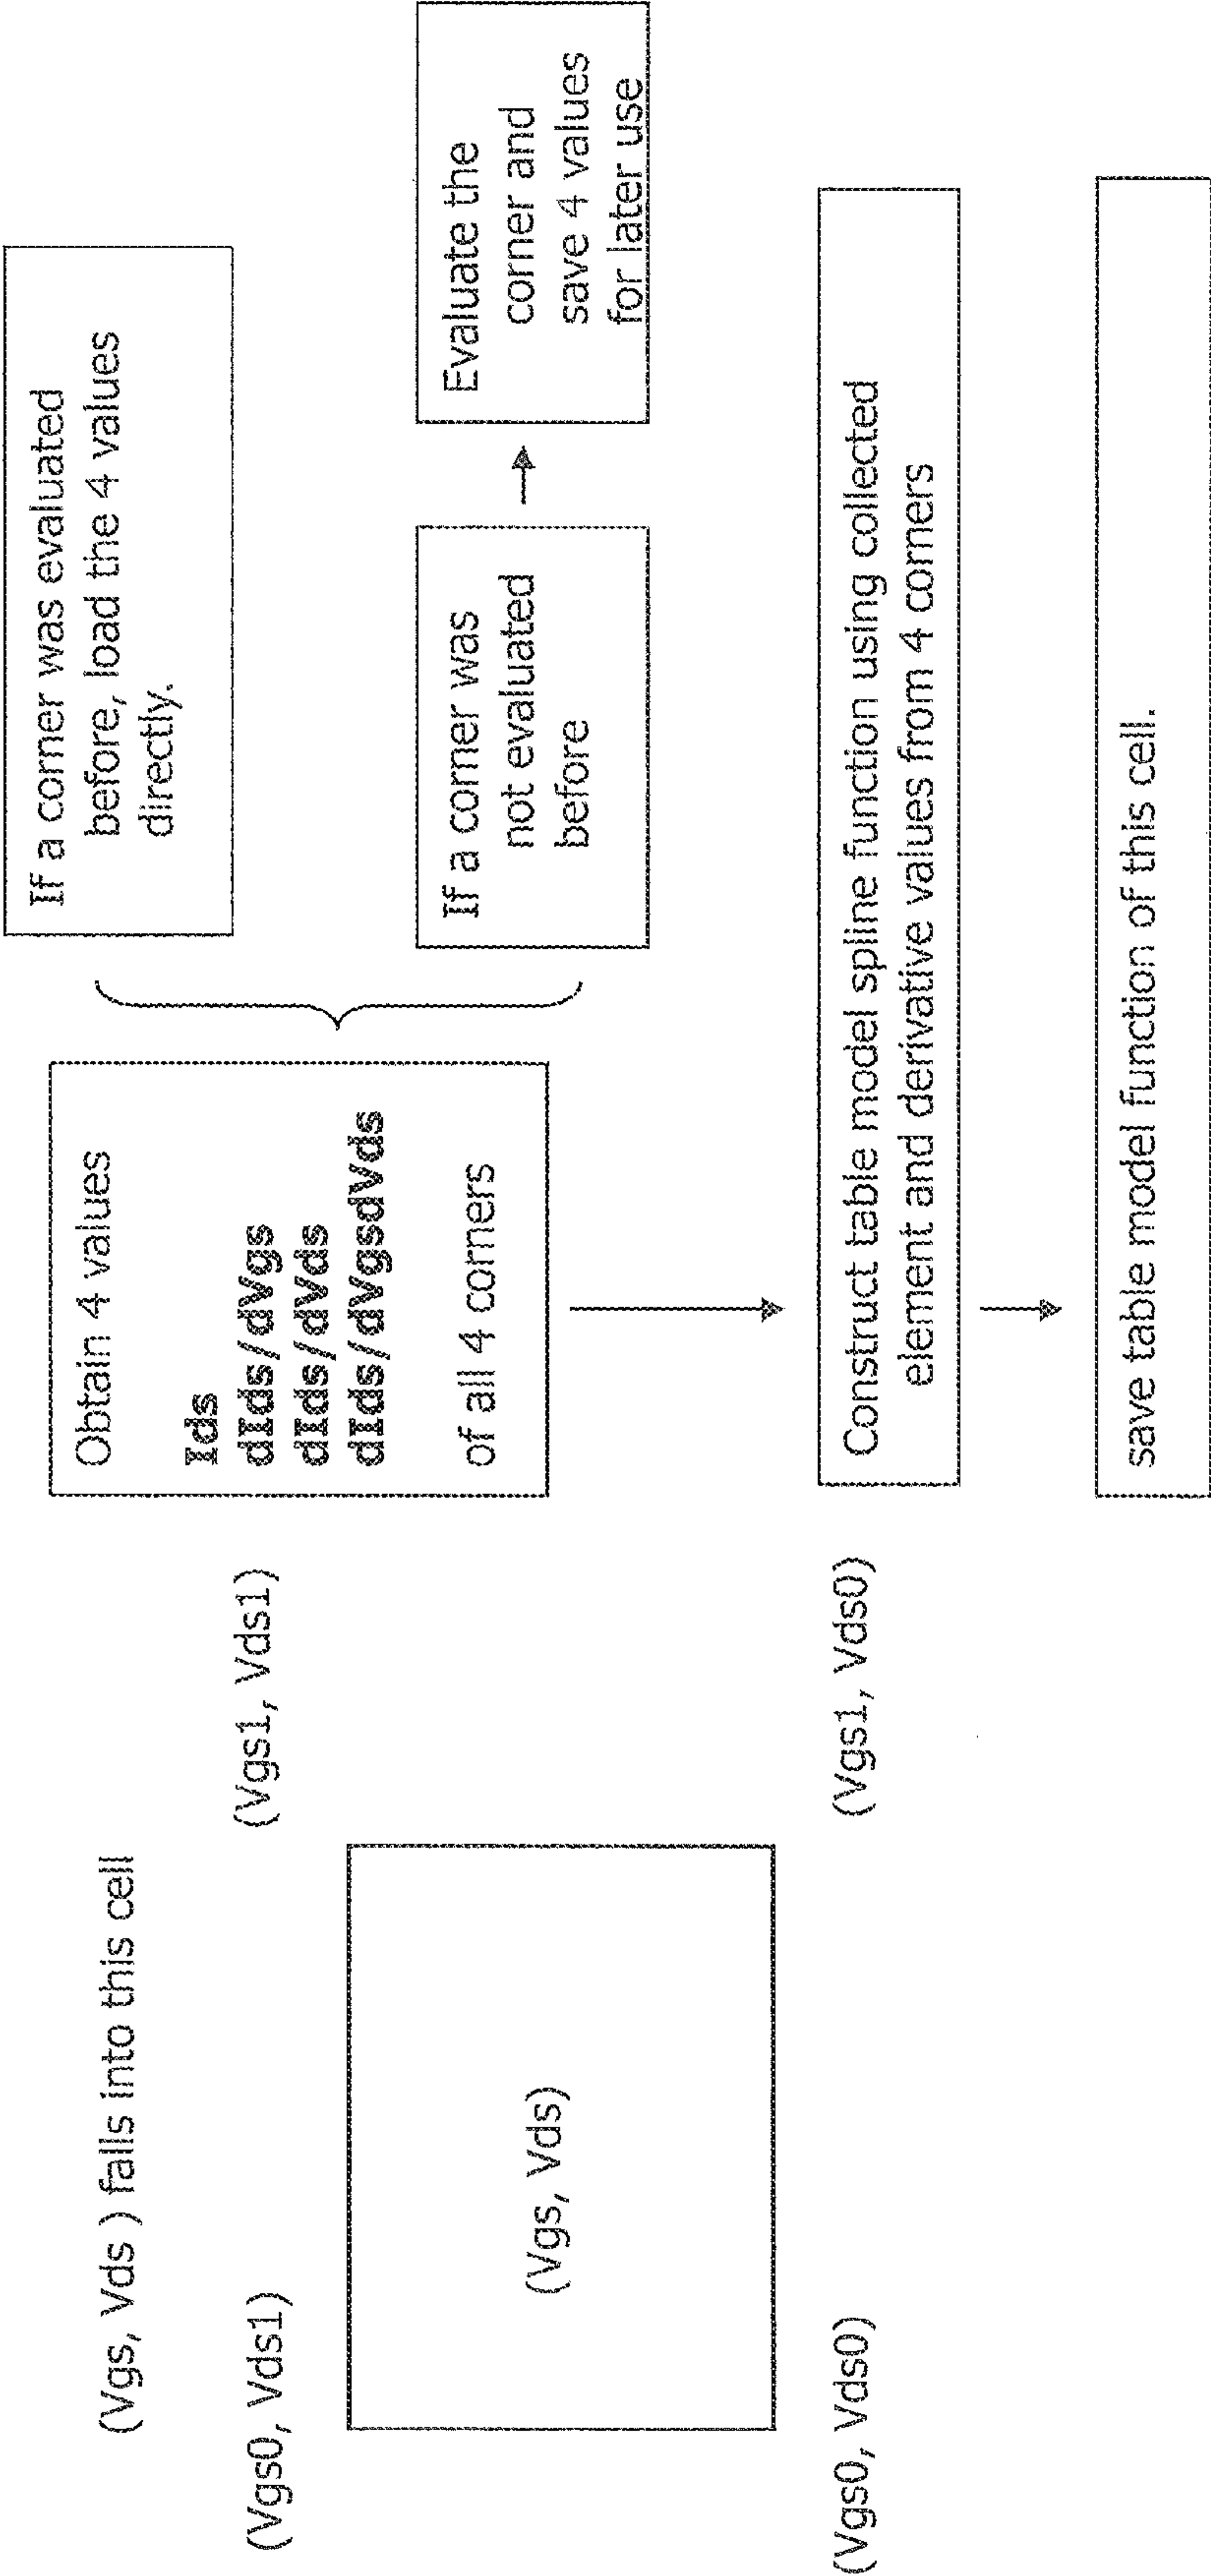 (Vgs, Vds ) falls into this cell
(Vgs0, Vds1)
(Vgs1, Vds1)
(Vgs, Vds)
(Vgs0, Vds0)
(Vgs1, Vds0)
Obtain 4 values
Ids
dIds/dVgs
dIds/dVds
dIds/dVgsdVds
of all 4 corners
If a corner was evaluated
before, load the 4 values
directly.
If a corner was
not evaluated
before
Evaluate the
corner and
save 4 values
for later use
Construct table model spline function using collected
element and derivative values from 4 corners
save table model function of this cell.